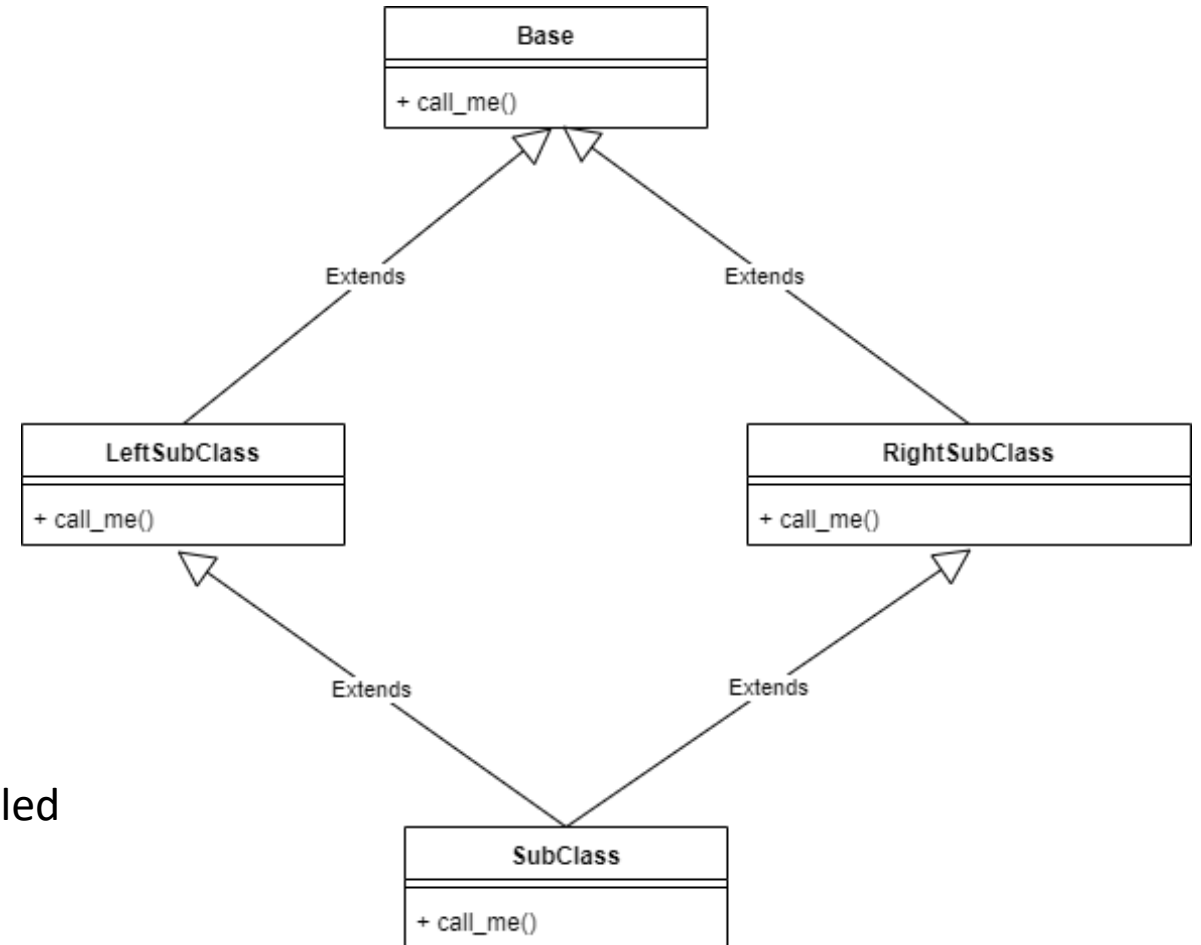 Base
+ call_me()
Extends
Extends
LeftSubClass
RightSubClass
+ call_me()
+ call_me()
Extends
Extends
led
SubClass
+ call_me()